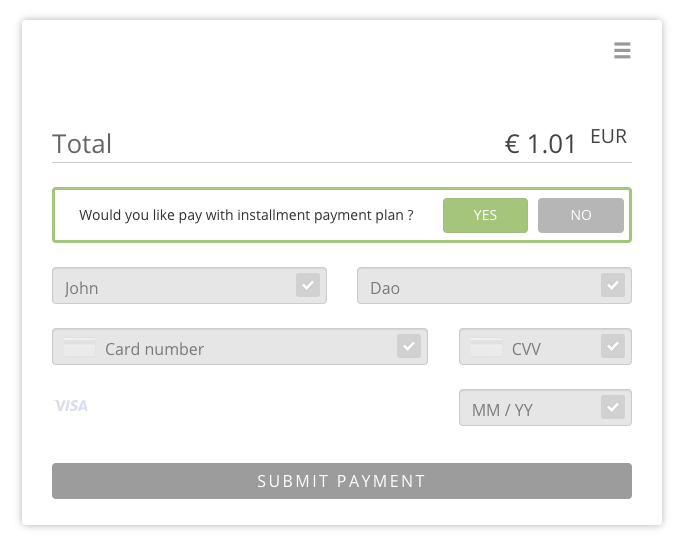 Total € 1.01 EUR
Would you like pay with installment payment plan ? YES NO
John Dao
Card number CVV
VISA MM / YY
SUBMIT PAYMENT